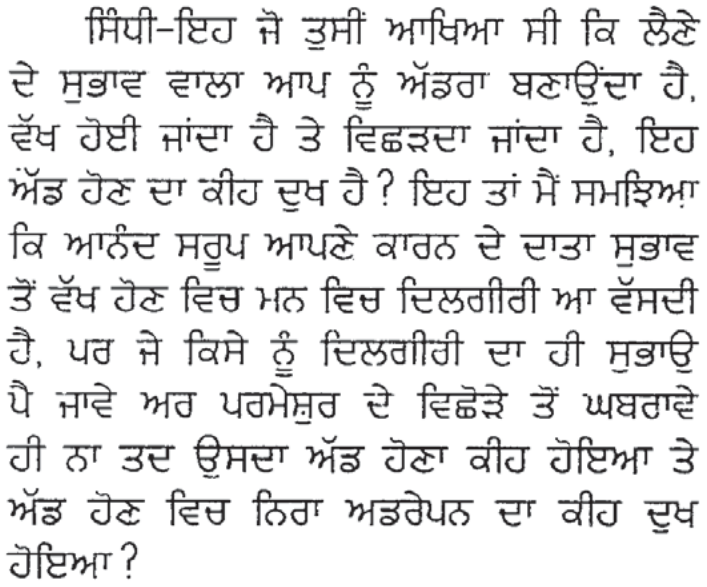 ਸਿੰਧੀ-ਇਹ ਜੋ ਤੁਸੀਂ ਆਖਿਆ ਸੀ ਕਿ ਲੈਣੇ
ਦੇ ਸੁਭਾਵ ਵਾਲਾ ਆਪ ਨੂੰ ਅੱਡਰਾ ਬਣਾਉਂਦਾ ਹੈ,
ਵੱਖ ਹੋਈ ਜਾਂਦਾ ਹੈ ਤੇ ਵਿਛੜਦਾ ਜਾਂਦਾ ਹੈ, ਇਹ
ਅੱਡ ਹੋਣ ਦਾ ਕੀਹ ਦੁਖ ਹੈ? ਇਹ ਤਾਂ ਮੈਂ ਸਮਝਿਆ
ਕਿ ਆਨੰਦ ਸਰੂਪ ਆਪਣੇ ਕਾਰਨ ਦੇ ਦਾਤਾ ਸੁਭਾਵ
ਤੋਂ ਵੱਖ ਹੋਣ ਵਿਚ ਮਨ ਵਿਚ ਦਿਲਗੀਰੀ ਆ ਵੱਸਦੀ
ਹੈ, ਪਰ ਜੇ ਕਿਸੇ ਨੂੰ ਦਿਲਗੀਰੀ ਦਾ ਹੀ ਸੁਭਾਉ
ਪੈ ਜਾਵੇ ਅਰ ਪਰਮੇਸ਼ੁਰ ਦੇ ਵਿਛੋੜੇ ਤੋਂ ਘਬਰਾਵੇ
ਹੀ ਨਾ ਤਦ ਉਸਦਾ ਅੱਡ ਹੋਣਾ ਕੀਹ ਹੋਇਆ ਤੇ
ਅੱਡ ਹੋਣ ਵਿਚ ਨਿਰਾ ਅਡਰੇਪਨ ਦਾ ਕੀਹ ਦੁਖ
ਹੋਇਆ?